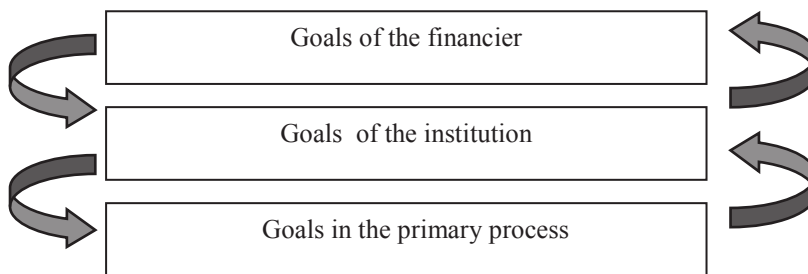 Goals of the financier
Goals of the institution
Goals in the primary process